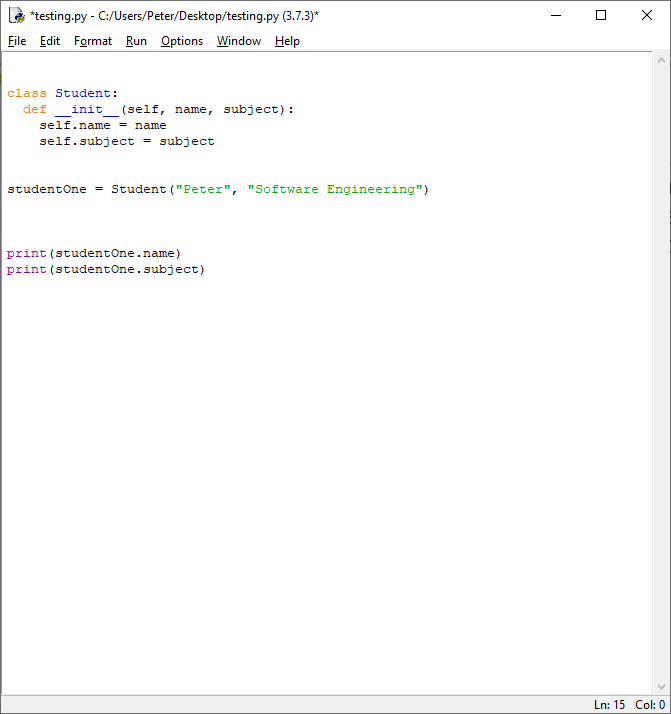 *testing.py - C:/Users/Peter/Desktop/testing.py (3.7.3)*
File Edit Format Run Options Window Help
class Student:
  def __init__(self, name, subject):
    self.name = name
    self.subject = subject
studentOne = Student("Peter", "Software Engineering")
print(studentOne.name)
print(studentOne.subject)
Ln: 15 Col: 0